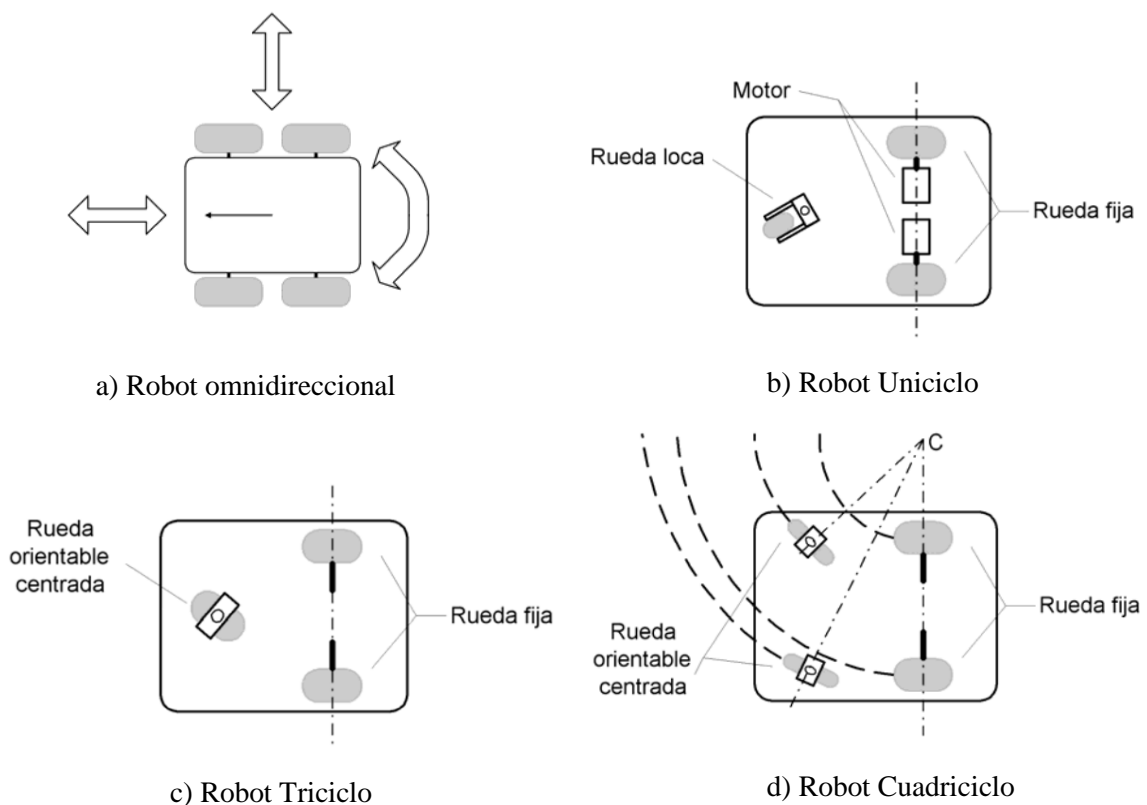 a) Robot omnidireccional
Motor
Rueda loca
Rueda fija
b) Robot Uniciclo
Rueda
orientable
centrada
Rueda fija
c) Robot Triciclo
C
Rueda
orientable
centrada
Rueda fija
d) Robot Cuadriciclo